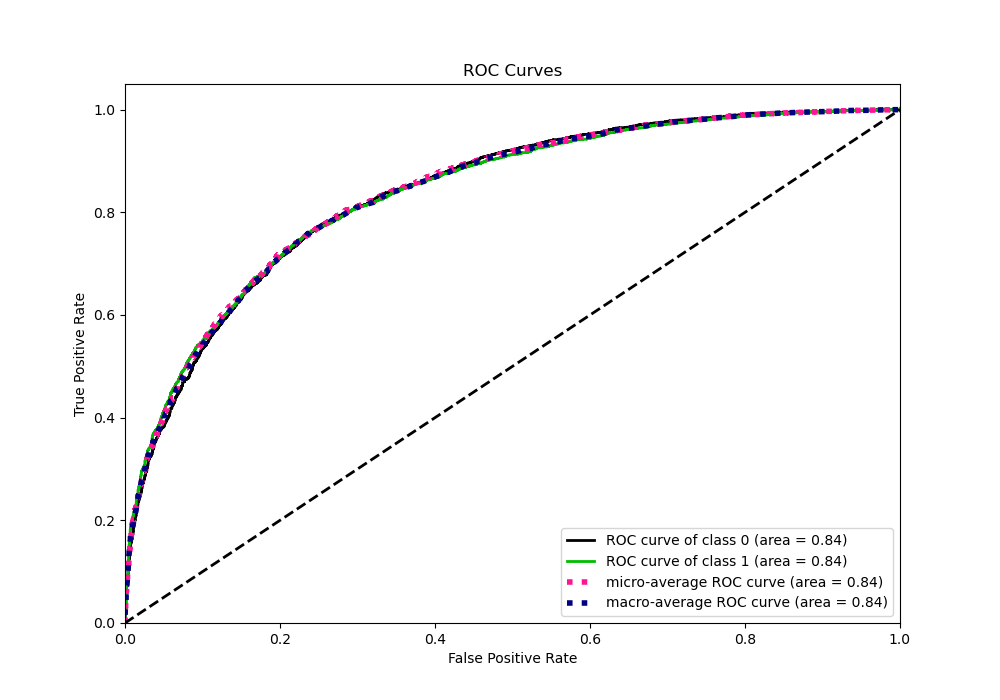 ROC Curves
1.0
0.8
0.6
0.4
0.2
0.0
True Positive Rate
0.0 0.2 0.4 0.6 0.8 1.0
False Positive Rate
ROC curve of class 0 (area = 0.84)
ROC curve of class 1 (area = 0.84)
micro-average ROC curve (area = 0.84)
macro-average ROC curve (area = 0.84)